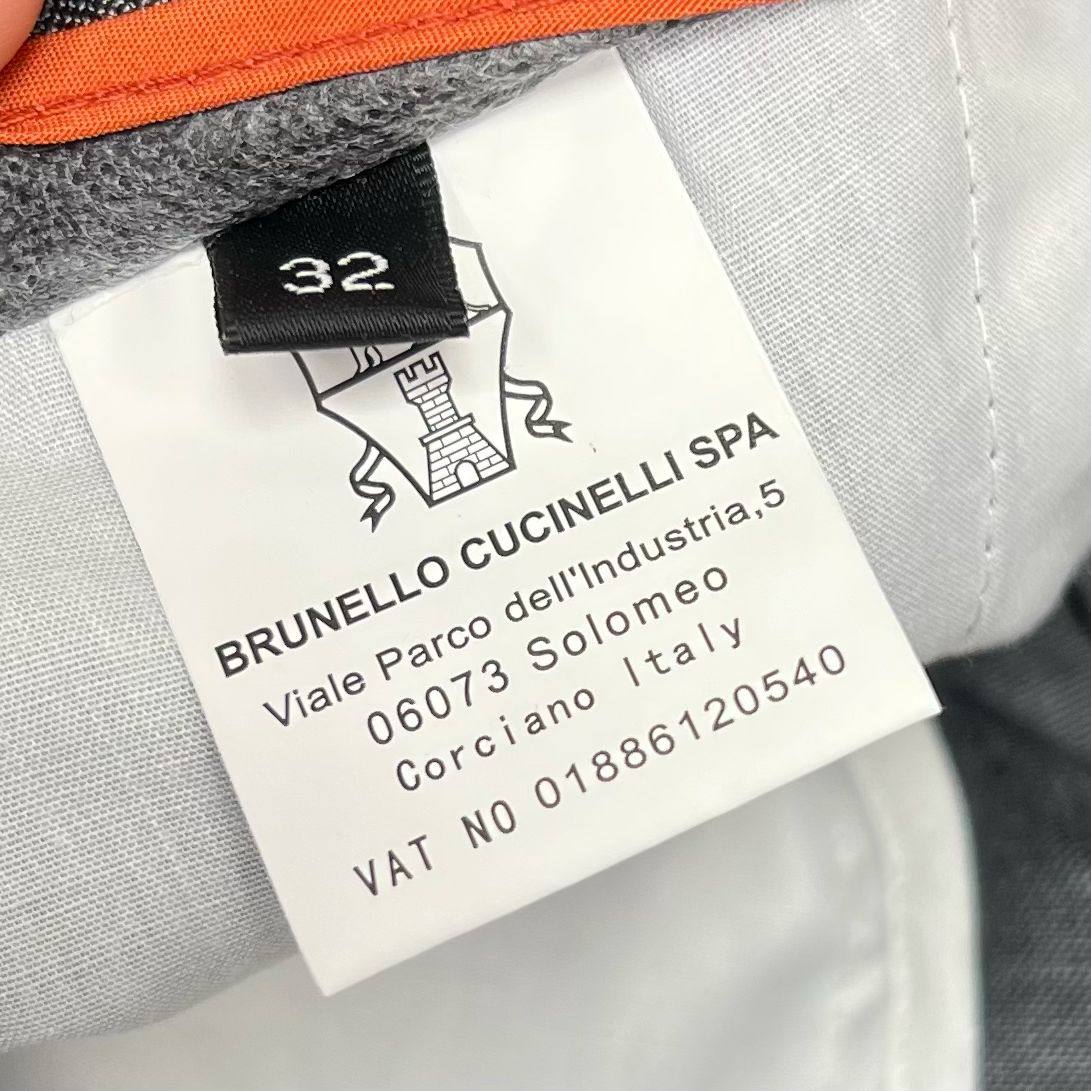 32
BRUNELLO CUCINELLI SPA
Viale Parco dell'Industria,5
06073 Solomeo
Corciano Italy
VAT NO 01886120540